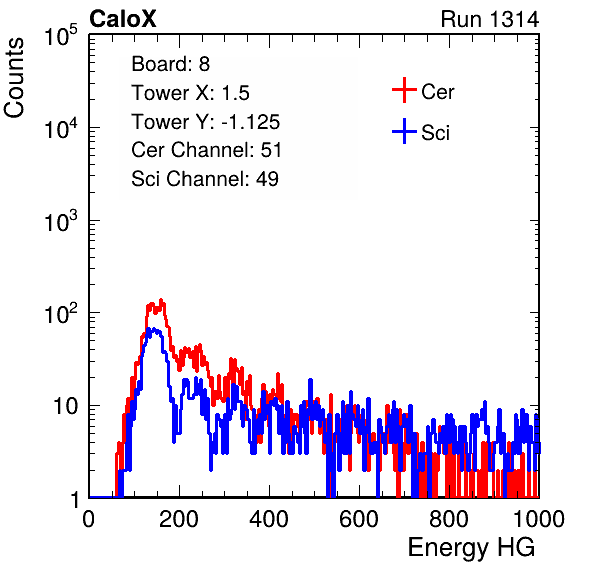 CaloX Run 1314
Counts
Board: 8
Tower X: 1.5
Tower Y: -1.125
Cer Channel: 51
Sci Channel: 49
Cer
Sci
10^5
10^4
10^3
10^2
10
1
0 200 400 600 800 1000
Energy HG